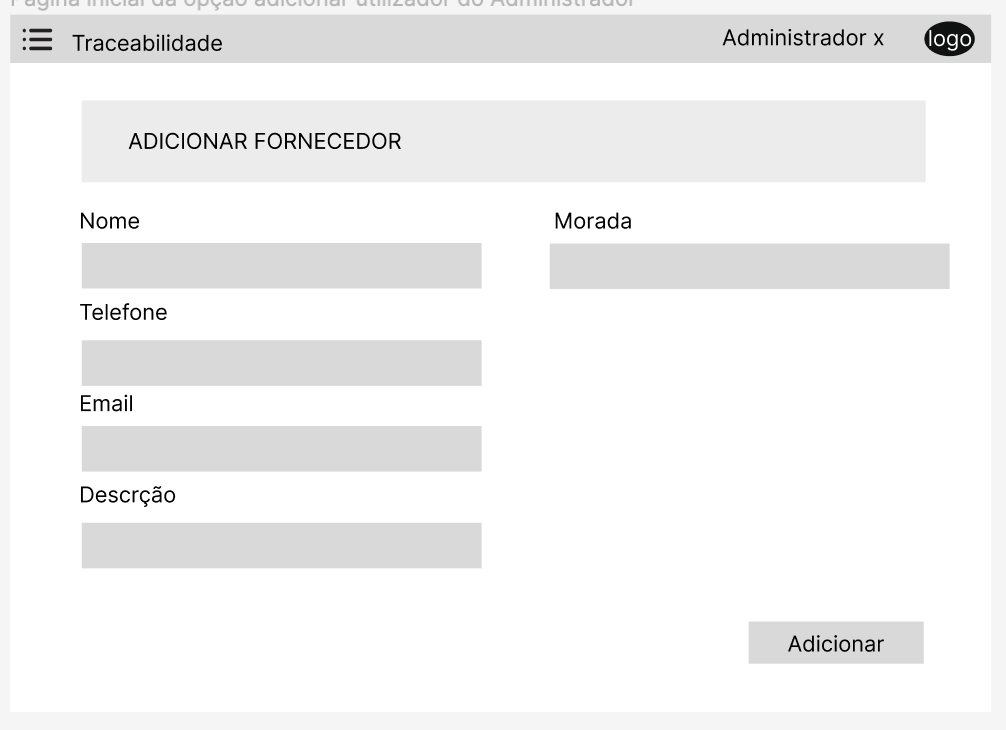 Página inicial da opção adicionar utilizador do Administrador
Traceabilidade
Administrador x
logo
ADICIONAR FORNECEDOR
Nome
Morada
Telefone
Email
Descrção
Adicionar